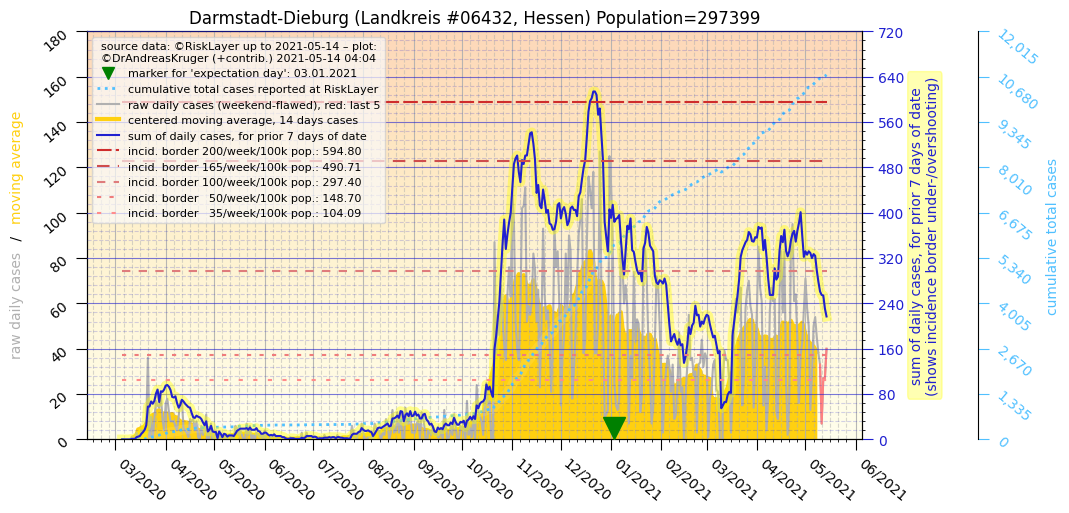 Darmstadt-Dieburg (Landkreis #06432, Hessen) Population=297399
source data: ©RiskLayer up to 2021-05-14 – plot:
©DrAndreasKruger (+contrib.) 2021-05-14 04:04
marker for 'expectation day': 03.01.2021
cumulative total cases reported at RiskLayer
raw daily cases (weekend-flawed), red: last 5
centered moving average, 14 days cases
sum of daily cases, for prior 7 days of date
incid. border 200/week/100k pop.: 594.80
incid. border 165/week/100k pop.: 490.71
incid. border 100/week/100k pop.: 297.40
incid. border 50/week/100k pop.: 148.70
incid. border 35/week/100k pop.: 104.09
raw daily cases / moving average
180
160
140
120
100
80
60
40
20
0
03/2020
04/2020
05/2020
06/2020
07/2020
08/2020
09/2020
10/2020
11/2020
12/2020
01/2021
02/2021
03/2021
04/2021
05/2021
06/2021
720
640
560
480
400
320
240
160
80
0
sum of daily cases, for prior 7 days of date
(shows incidence border under-/overshooting)
12,015
10,680
9,345
8,010
6,675
5,340
4,005
2,670
1,335
0
cumulative total cases